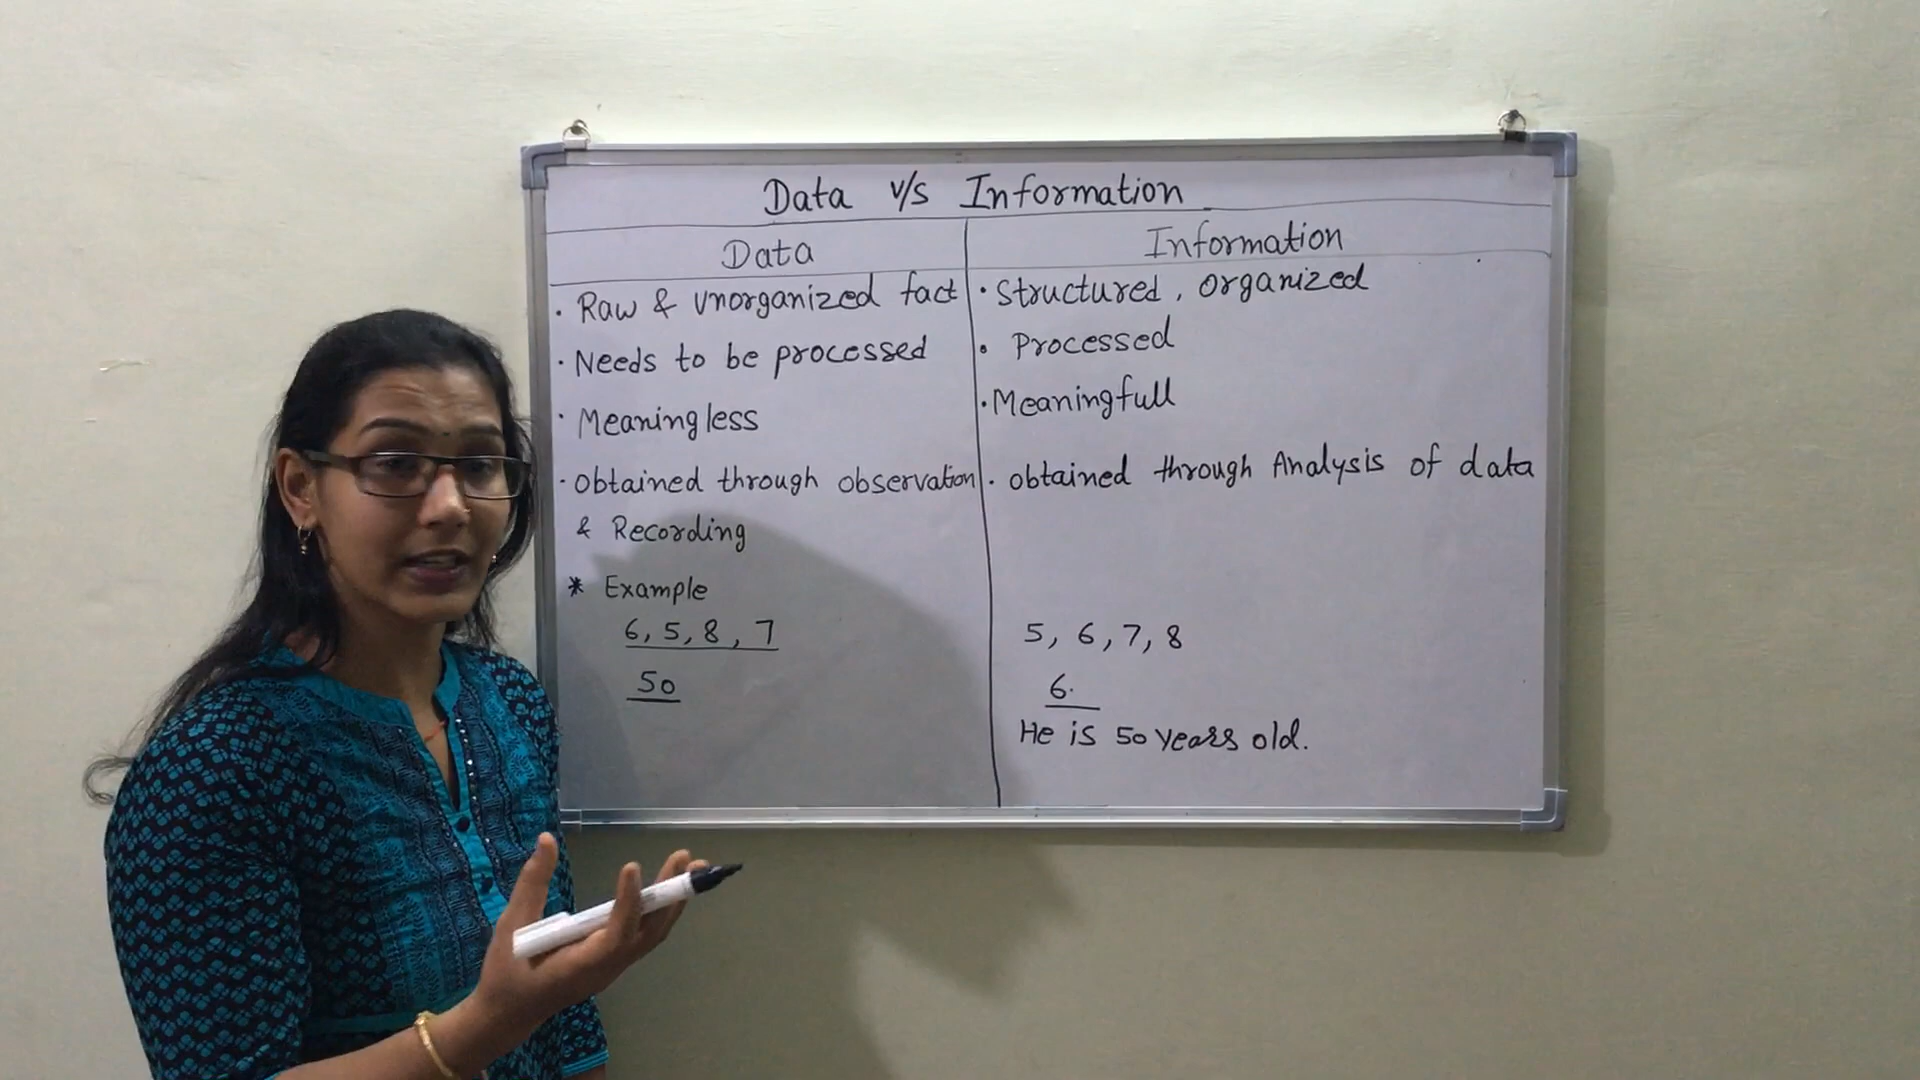 Data v/s Information
Data
· Raw & Unorganized fact
· Needs to be processed
· Meaningless
· Obtained through observation
& Recording
* Example
6, 5, 8, 7
50
Information
· Structured, Organized
· Processed
· Meaningfull
· obtained through Analysis of data
5, 6, 7, 8
6.
He is 50 years old.